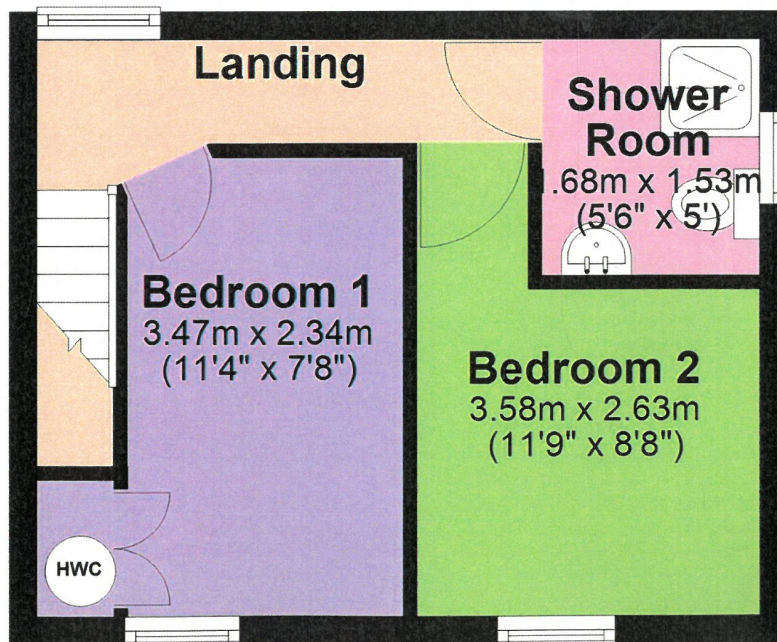 Landing
Shower
Room
1.68m x 1.53m
(5'6" x 5')
Bedroom 1
3.47m x 2.34m
(11'4" x 7'8")
Bedroom 2
3.58m x 2.63m
(11'9" x 8'8")
HWC